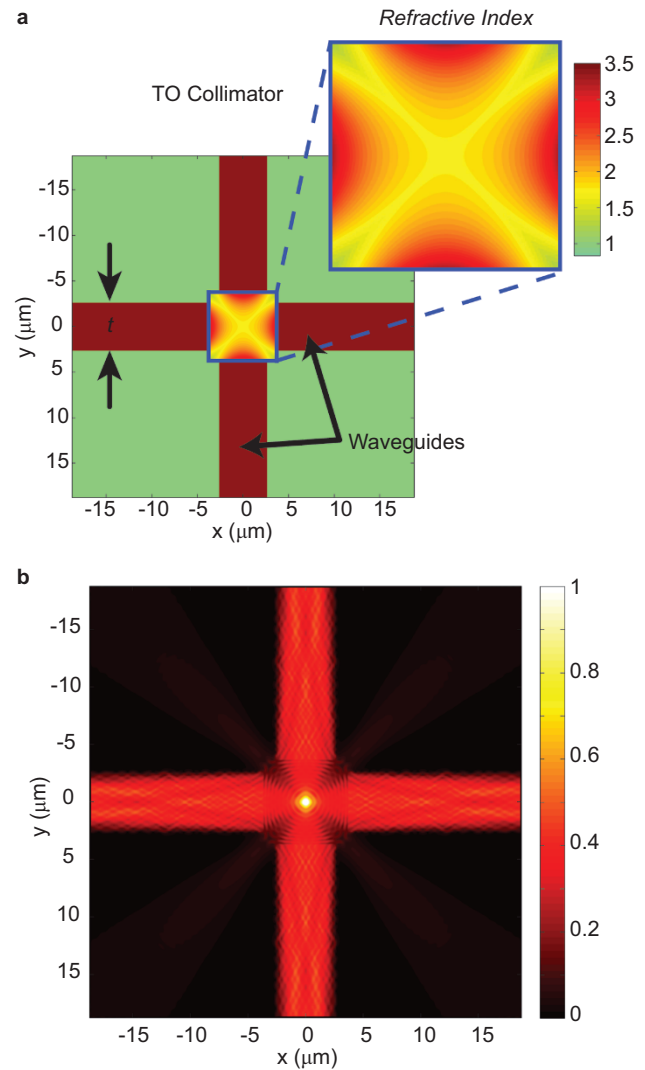 a
Refractive Index
TO Collimator
3.5
3
2.5
2
1.5
1
-15
-10
-5
0
5
10
15
y (μm)
t
Waveguides
-15 -10 -5 0 5 10 15
x (μm)
b
1
0.8
0.6
0.4
0.2
0
-15
-10
-5
0
5
10
15
y (μm)
-15 -10 -5 0 5 10 15
x (μm)